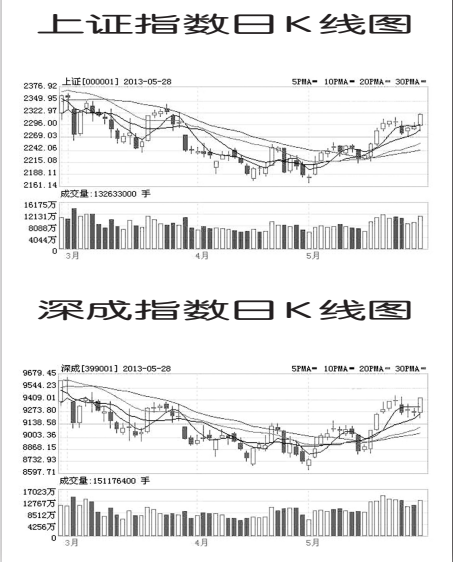 上证指数日K线图
上证[000001] 2013-05-28 5PMA━ 10PMA━ 20PMA━ 30PMA━
2376.92
2349.95
2322.97
2296.00
2269.03
2242.06
2215.08
2188.11
2161.14
成交量:132633000 手
16175万
12131万
8088万
4044万
0
3月 4月 5月
深成指数日K线图
深成[399001] 2013-05-28 5PMA━ 10PMA━ 20PMA━ 30PMA━
9679.45
9544.23
9409.01
9273.80
9138.58
9003.36
8868.15
8732.93
8597.71
成交量:151176400 手
17023万
12767万
8512万
4256万
0
3月 4月 5月